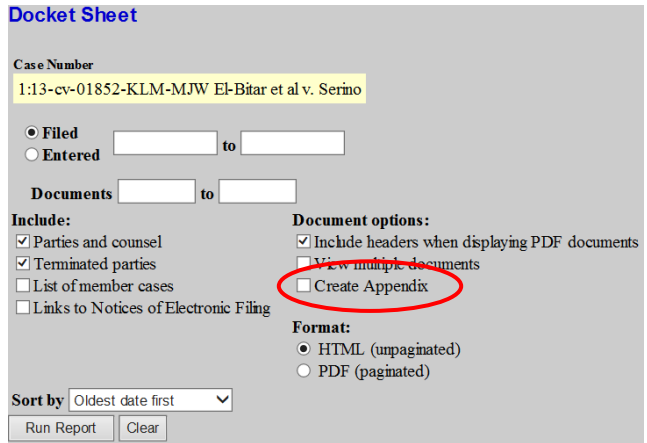 Docket Sheet
Case Number
1:13-cv-01852-KLM-MJW El-Bitar et al v. Serino
Filed
Entered
to
Documents to
Include:
Parties and counsel
Terminated parties
List of member cases
Links to Notices of Electronic Filing
Document options:
Include headers when displaying PDF documents
View multiple documents
Create Appendix
Format:
HTML (unpaginated)
PDF (paginated)
Sort by Oldest date first
Run Report Clear